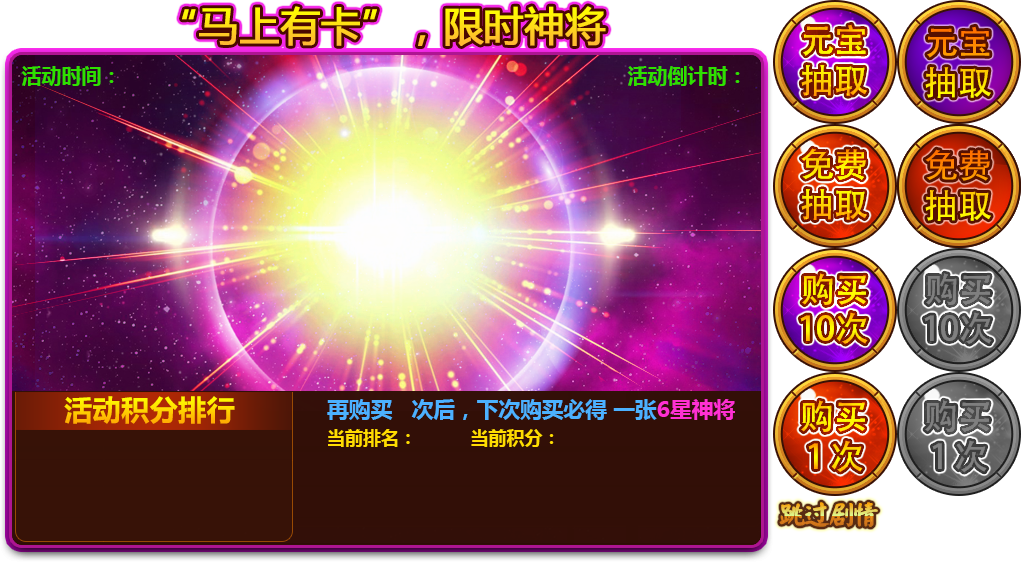 “马上有卡”，限时神将
活动时间：
活动倒计时：
活动积分排行
再购买 次后，下次购买必得 一张6星神将
当前排名：
当前积分：
元宝
抽取
元宝
抽取
免费
抽取
免费
抽取
购买
10次
购买
10次
购买
1次
购买
1次
跳过剧情